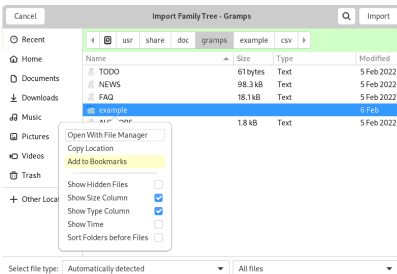 Cancel Import Family Tree - Gramps Import
Recent usr share doc gramps example csv
Home Name Size Type Modified
TODO 61 bytes Text 5 Feb 2022
Documents NEWS 98.3 kB Text 5 Feb 2022
Downloads FAQ 18.1 kB Text 5 Feb 2022
Music example 6 Feb
1.8 kB Text 5 Feb 2022
Pictures Open With File Manager
Videos Copy Location
Trash Add to Bookmarks
Show Hidden Files
Other Show Size Column
Show Type Column
Show Time
Sort Folders before Files
Select file type: Automatically detected All files